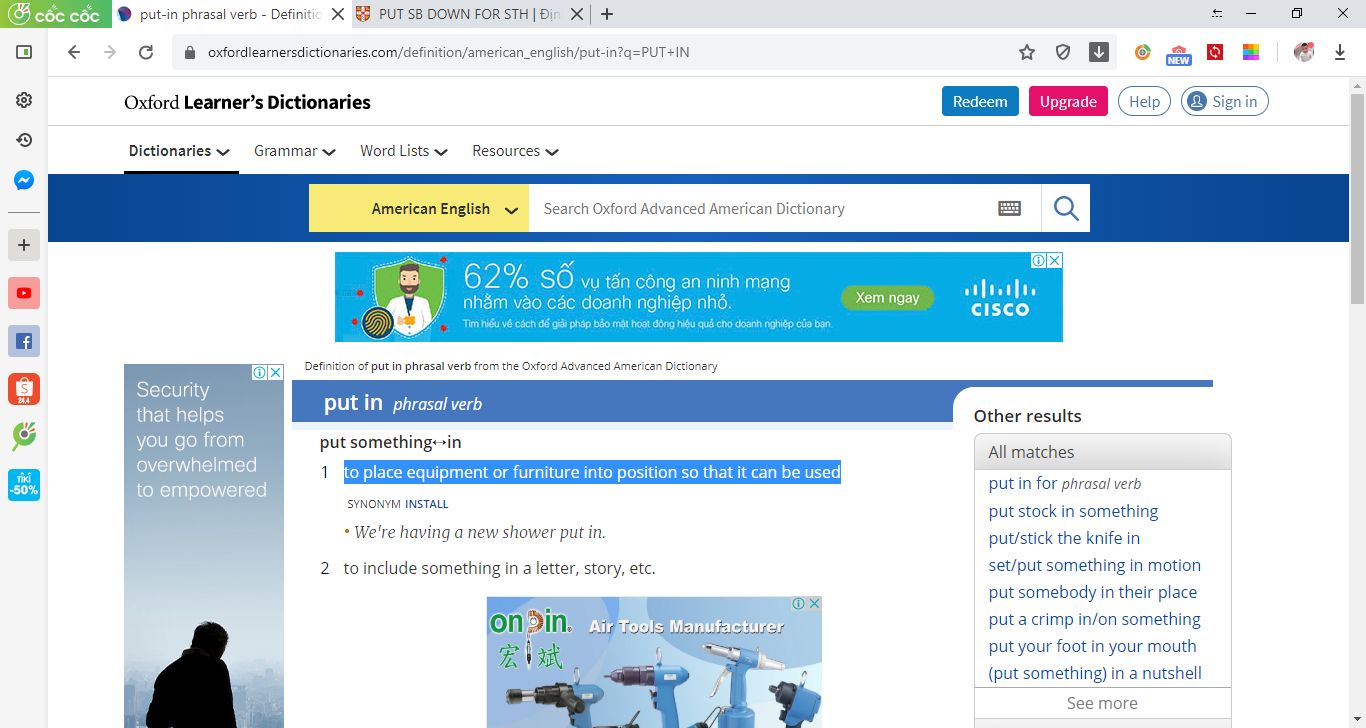 cốc cốc
put-in phrasal verb - Definitio
PUT SB DOWN FOR STH | Địn
oxfordlearnersdictionaries.com/definition/american_english/put-in?q=PUT+IN
NEW
Oxford Learner's Dictionaries
Redeem
Upgrade
Help
Sign in
Dictionaries
Grammar
Word Lists
Resources
American English
Search Oxford Advanced American Dictionary
62% số vụ tấn công an ninh mạng
nhằm vào các doanh nghiệp nhỏ.
Tìm hiểu về cách để giải pháp bảo mật hoạt động hiệu quả cho doanh nghiệp của bạn.
Xem ngay
CISCO
Definition of put in phrasal verb from the Oxford Advanced American Dictionary
Security
that helps
you go from
overwhelmed
to empowered
put in phrasal verb
put something↔in
1 to place equipment or furniture into position so that it can be used
SYNONYM INSTALL
• We're having a new shower put in.
2 to include something in a letter, story, etc.
onpin.
宏斌
Air Tools Manufacturer
Other results
All matches
put in for phrasal verb
put stock in something
put/stick the knife in
set/put something in motion
put somebody in their place
put a crimp in/on something
put your foot in your mouth
(put something) in a nutshell
See more
S
24.4
TIKI
-50%